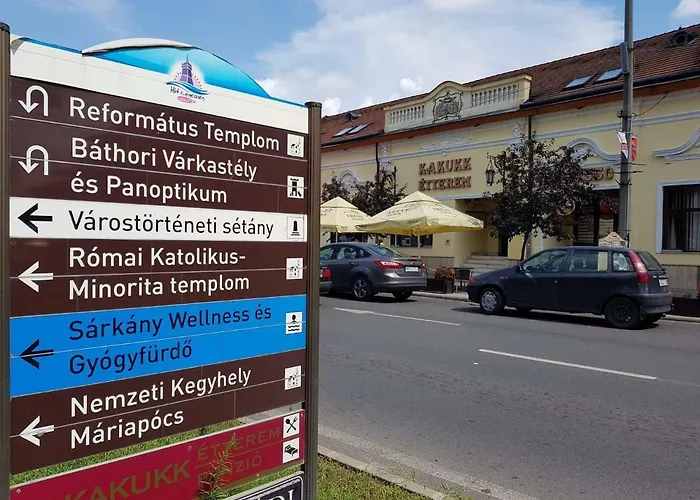 Református Templom
Báthori Várkastély
és Panoptikum
Várostörténeti sétány
Római Katolikus-
Minorita templom
Sárkány Wellness és
Gyógyfürdő
Nemzeti Kegyhely
Máriapócs
KAKUKK ÉTTEREM
KAKUKK
ÉTTEREM